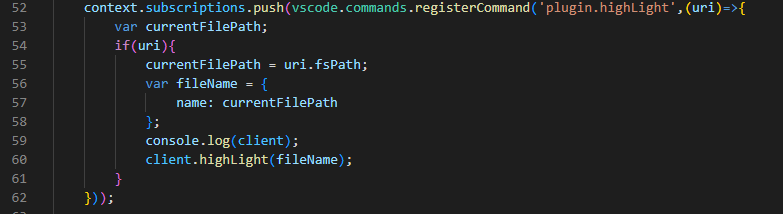 52 context.subscriptions.push(vscode.commands.registerCommand('plugin.highLight',(uri)=>{
53 var currentFilePath;
54 if(uri){
55 currentFilePath = uri.fsPath;
56 var fileName = {
57 name: currentFilePath
58 };
59 console.log(client);
60 client.highLight(fileName);
61 }
62 }));